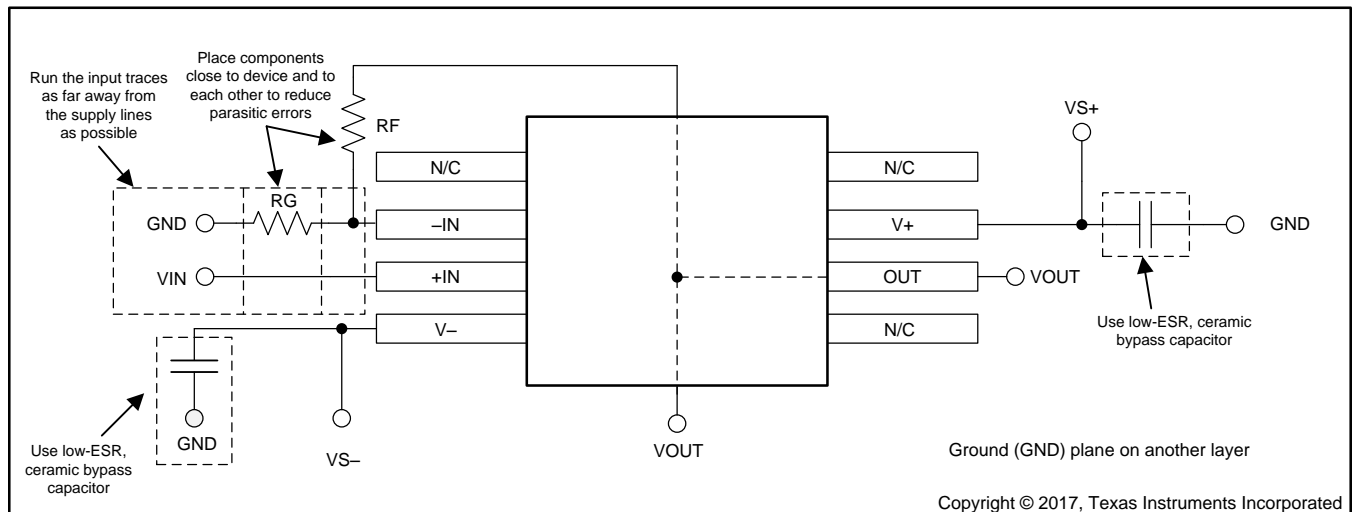 Place components
close to device and to
each other to reduce
parasitic errors
Run the input traces
as far away from
the supply lines
as possible
RF
VS+
N/C
N/C
RG
GND
–IN
V+
GND
VIN
+IN
OUT
VOUT
V–
N/C
Use low-ESR, ceramic
bypass capacitor
GND
Use low-ESR,
ceramic bypass
capacitor
VS–
VOUT
Ground (GND) plane on another layer
Copyright © 2017, Texas Instruments Incorporated